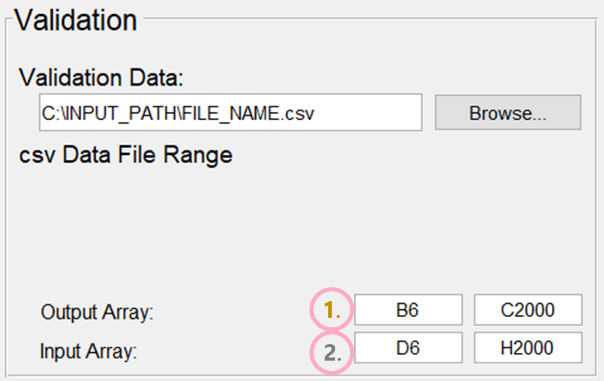 Validation
Validation Data:
C:\INPUT_PATH\FILE_NAME.csv Browse...
csv Data File Range
Output Array: 1. B6 C2000
Input Array: 2. D6 H2000